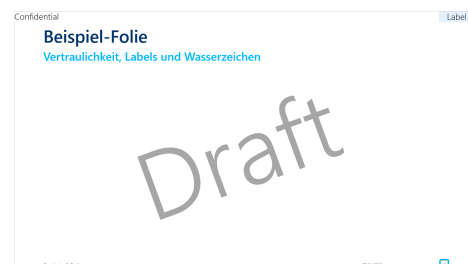 Confidential
Label
Beispiel-Folie
Vertraulichkeit, Labels und Wasserzeichen
Draft